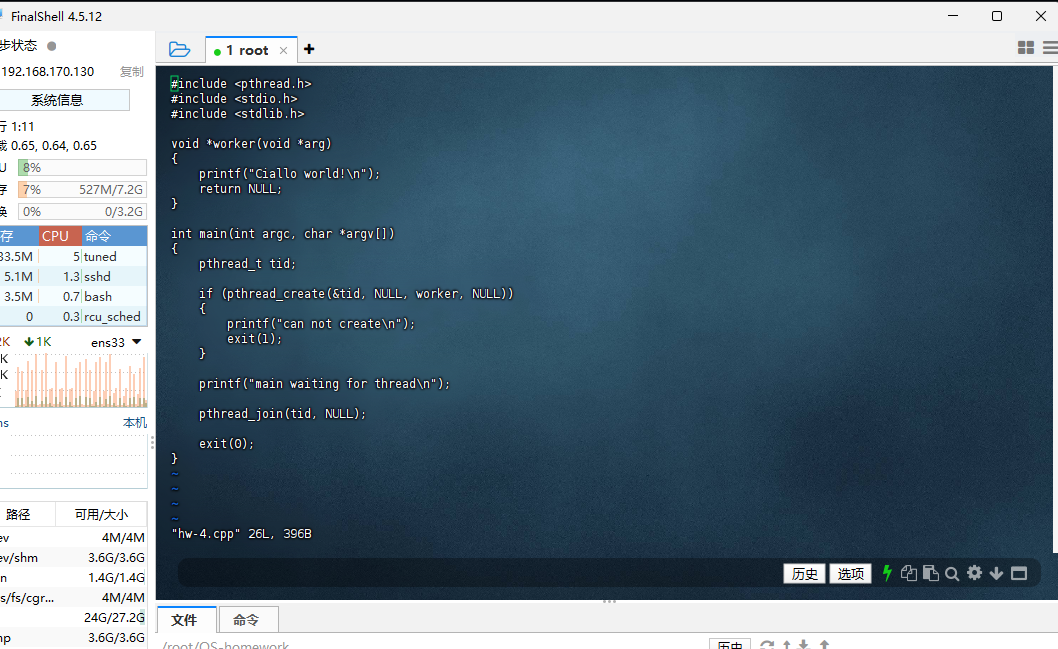 FinalShell 4.5.12
步状态
192.168.170.130 复制
系统信息
行 1:11
载 0.65, 0.64, 0.65
U 8%
存 7% 527M/7.2G
换 0% 0/3.2G
存 CPU 命令
33.5M 5 tuned
5.1M 1.3 sshd
3.5M 0.7 bash
0 0.3 rcu_sched
2K 1K ens33
K
K
ms 本机
路径 可用/大小
ev 4M/4M
ev/shm 3.6G/3.6G
n 1.4G/1.4G
s/fs/cgr... 4M/4M
24G/27.2G
mp 3.6G/3.6G
1 root × +
#include <pthread.h>
#include <stdio.h>
#include <stdlib.h>
void *worker(void *arg)
{
printf("Ciallo world!\n");
return NULL;
}
int main(int argc, char *argv[])
{
pthread_t tid;
if (pthread_create(&tid, NULL, worker, NULL))
{
printf("can not create\n");
exit(1);
}
printf("main waiting for thread\n");
pthread_join(tid, NULL);
exit(0);
}
~
~
~
~
"hw-4.cpp" 26L, 396B
历史 选项
文件 命令
/root/OS-homework 历史